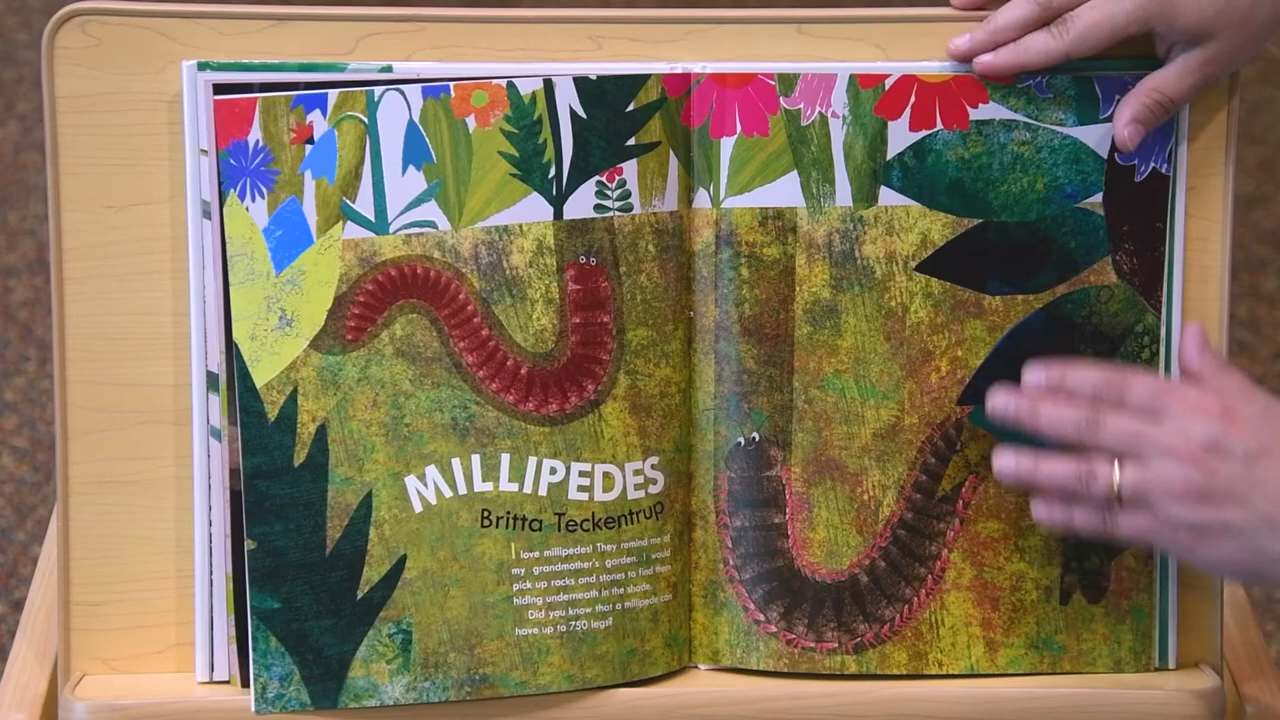 MILLIPEDES
Britta Teckentrup
I love millipedes! They remind me of
my grandmother's garden. I would
pick up rocks and stones to find them
hiding underneath in the shade.
Did you know that a millipede can
have up to 750 legs?